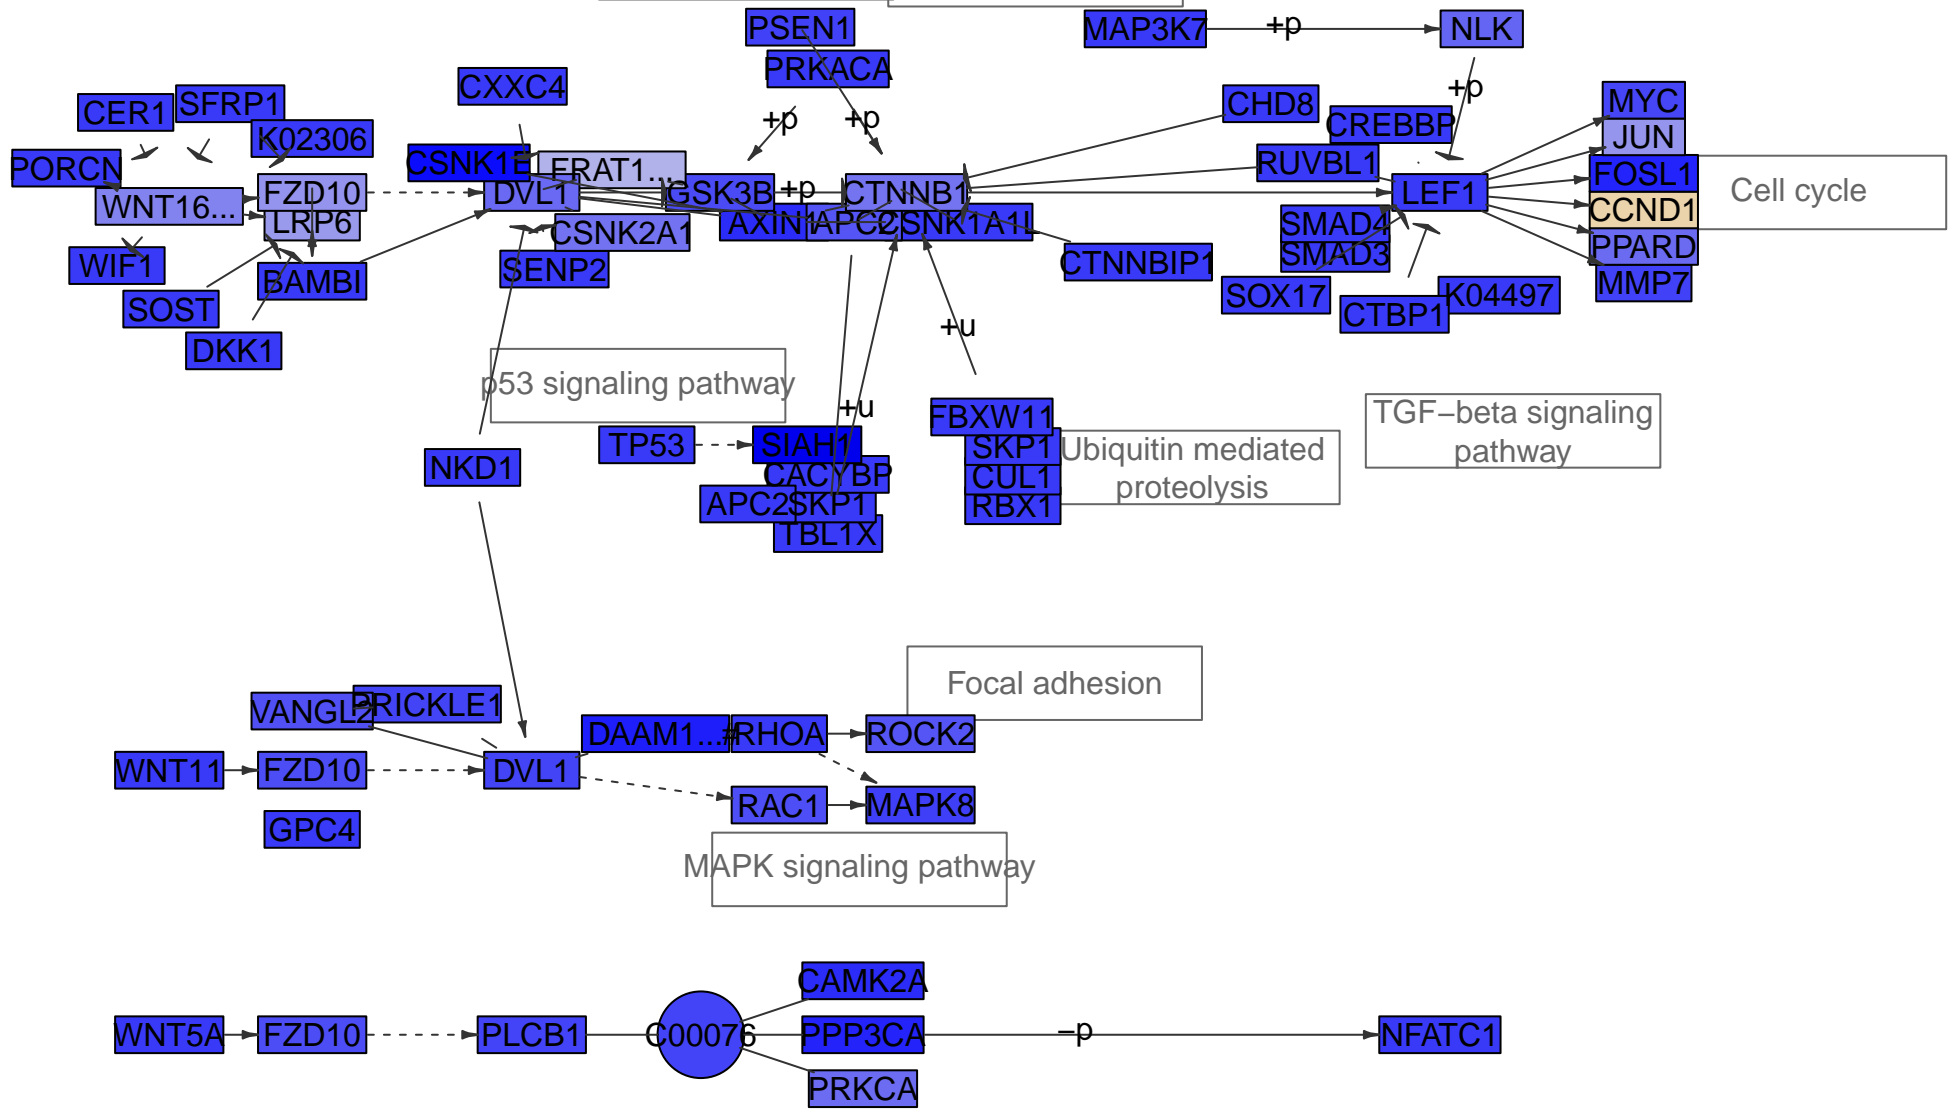 PSEN1
MAP3K7
+p
NLK
PRKACA
CXXC4
+p
+p
+p
CER1
SFRP1
K02306
CHD8
CREBBP
MYC
JUN
PORCN
CSNK1E
FRAT1...
RUVBL1
FOSL1
Cell cycle
WNT16...
FZD10
LRP6
DVL1
GSK3B
+p
CTNNB1
LEF1
CCND1
CSNK2A1
AXIN1
APC2
CSNK1A1L
SMAD4
SMAD3
PPARD
WIF1
BAMBI
SENP2
CTNNBIP1
MMP7
SOST
SOX17
K04497
CTBP1
DKK1
+u
p53 signaling pathway
+u
FBXW11
TGF−beta signaling
pathway
TP53
SIAH1
SKP1
Ubiquitin mediated
proteolysis
NKD1
CACYBP
CUL1
APC2
SKP1
RBX1
TBL1X
Focal adhesion
VANGL2
PRICKLE1
DAAM1...#
RHOA
ROCK2
WNT11
FZD10
DVL1
RAC1
MAPK8
GPC4
MAPK signaling pathway
CAMK2A
WNT5A
FZD10
PLCB1
C00076
PPP3CA
−p
NFATC1
PRKCA